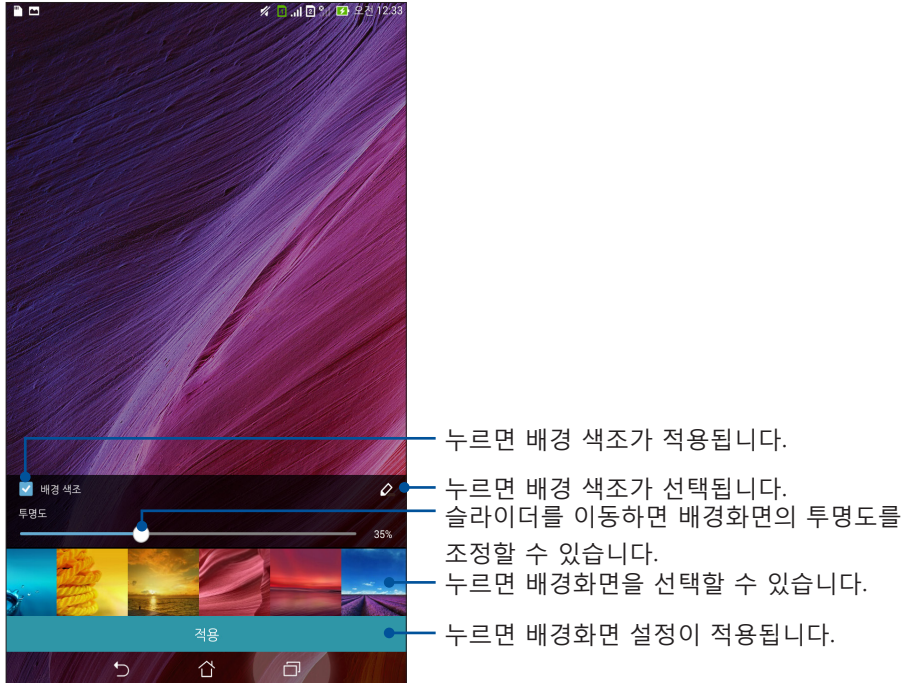 오전 12:33
누르면 배경 색조가 적용됩니다.
배경 색조
누르면 배경 색조가 선택됩니다.
투명도
35%
슬라이더를 이동하면 배경화면의 투명도를
조정할 수 있습니다.
누르면 배경화면을 선택할 수 있습니다.
적용
누르면 배경화면 설정이 적용됩니다.